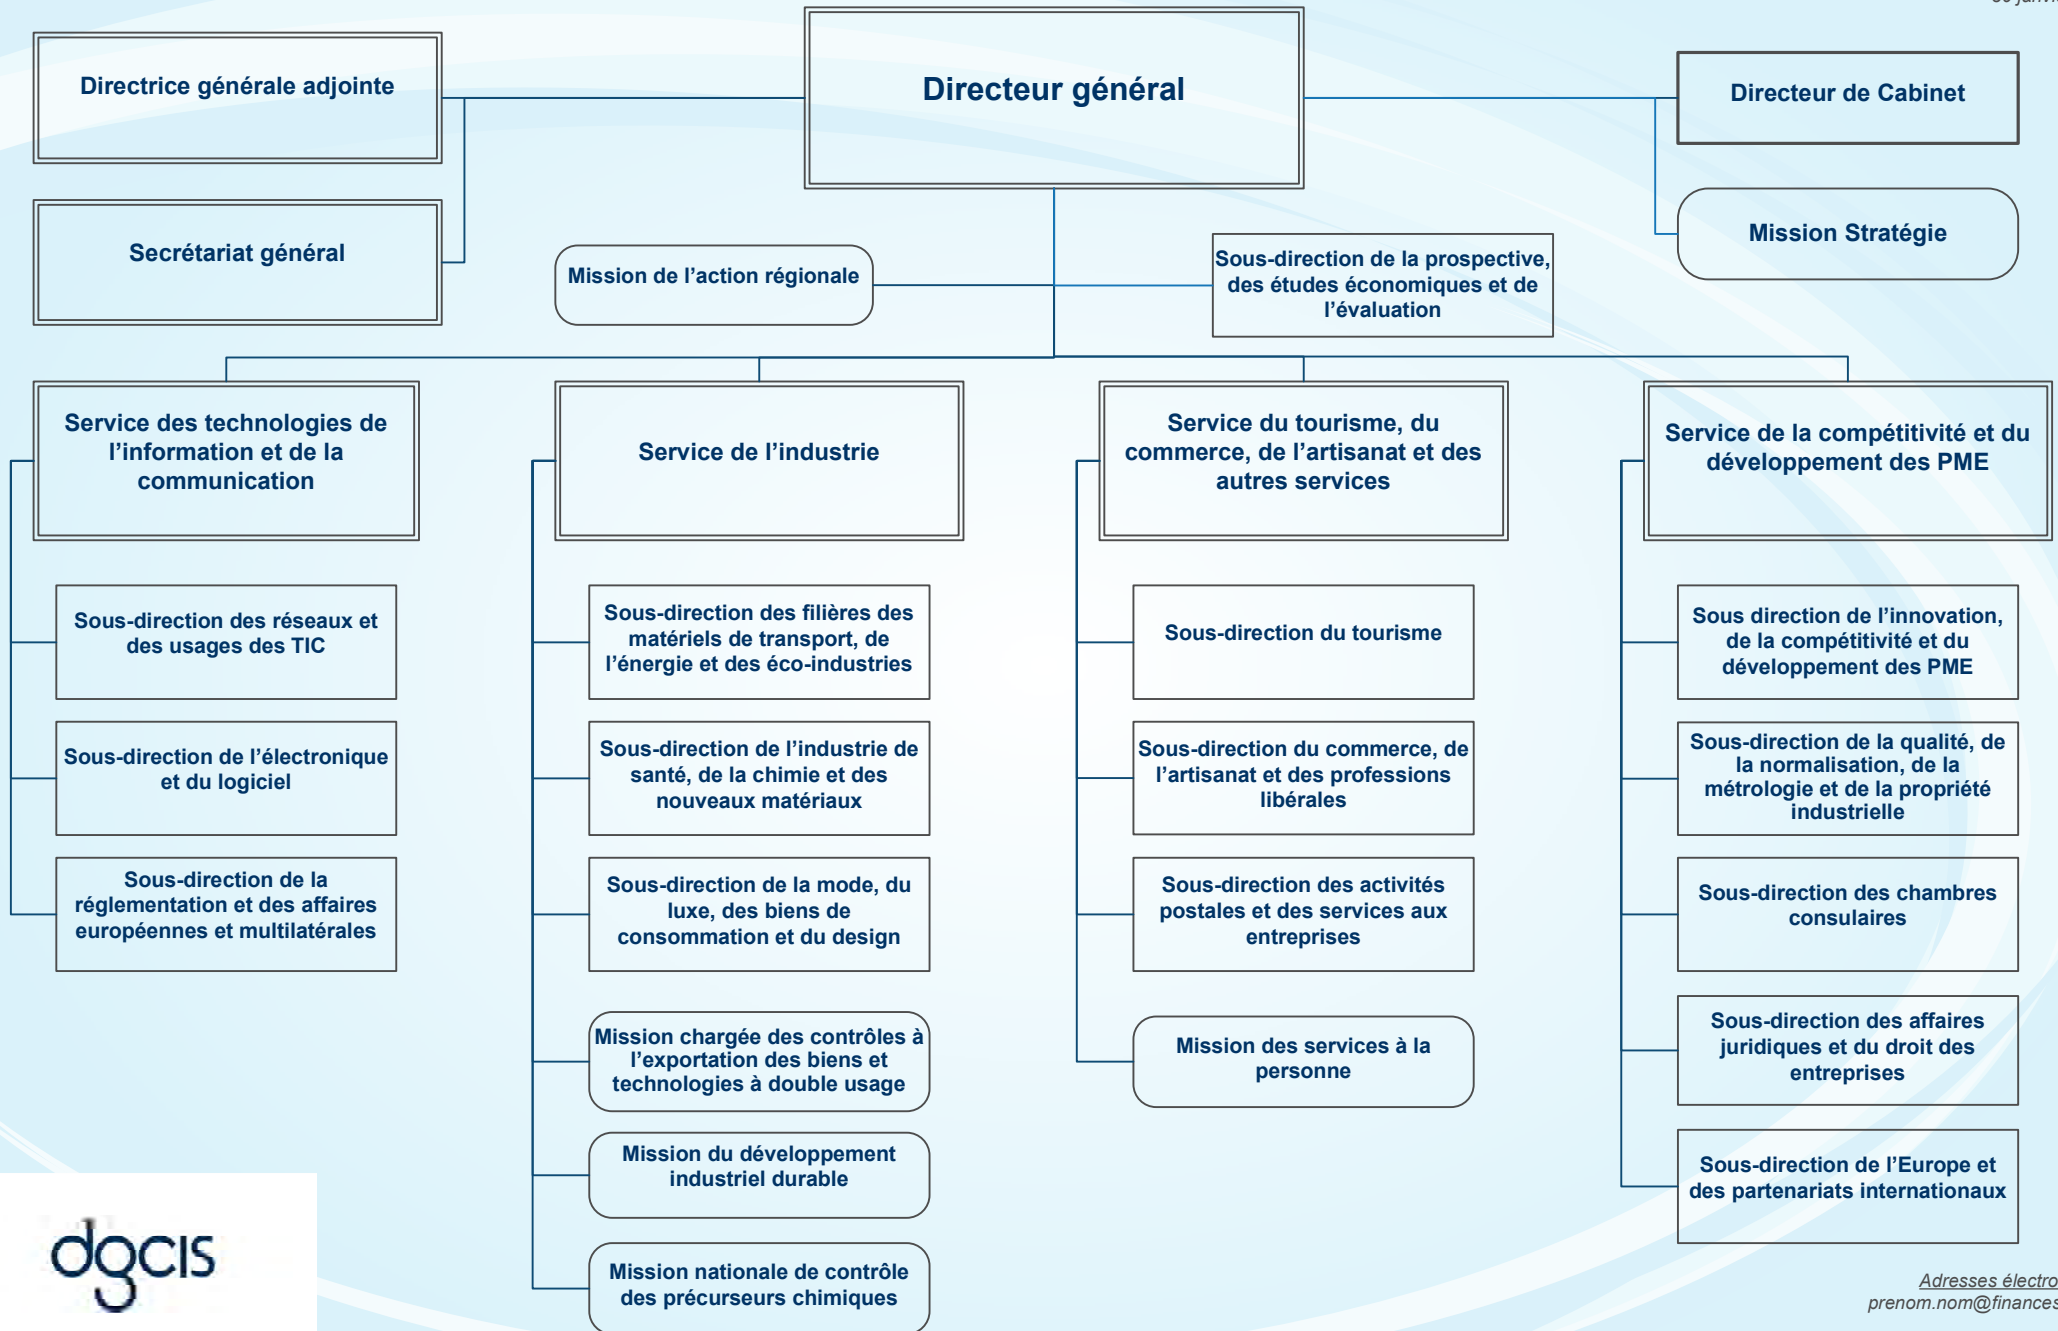 Directrice générale adjointe
Directeur général
Directeur de Cabinet
Secrétariat général
Mission Stratégie
Mission de l’action régionale
Sous-direction de la prospective,
des études économiques et de
l’évaluation
Service des technologies de
l’information et de la
communication
Service de l’industrie
Service du tourisme, du
commerce, de l’artisanat et des
autres services
Service de la compétitivité et du
développement des PME
Sous-direction des réseaux et
des usages des TIC
Sous-direction de l’électronique
et du logiciel
Sous-direction de la
réglementation et des affaires
européennes et multilatérales
Sous-direction des filières des
matériels de transport, de
l’énergie et des éco-industries
Sous-direction de l’industrie de
santé, de la chimie et des
nouveaux matériaux
Sous-direction de la mode, du
luxe, des biens de
consommation et du design
Mission chargée des contrôles à
l’exportation des biens et
technologies à double usage
Mission du développement
industriel durable
Mission nationale de contrôle
des précurseurs chimiques
Sous-direction du tourisme
Sous-direction du commerce, de
l’artisanat et des professions
libérales
Sous-direction des activités
postales et des services aux
entreprises
Mission des services à la
personne
Sous direction de l’innovation,
de la compétitivité et du
développement des PME
Sous-direction de la qualité, de
la normalisation, de la
métrologie et de la propriété
industrielle
Sous-direction des chambres
consulaires
Sous-direction des affaires
juridiques et du droit des
entreprises
Sous-direction de l’Europe et
des partenariats internationaux
dgcis
Adresses électro
prenom.nom@finances